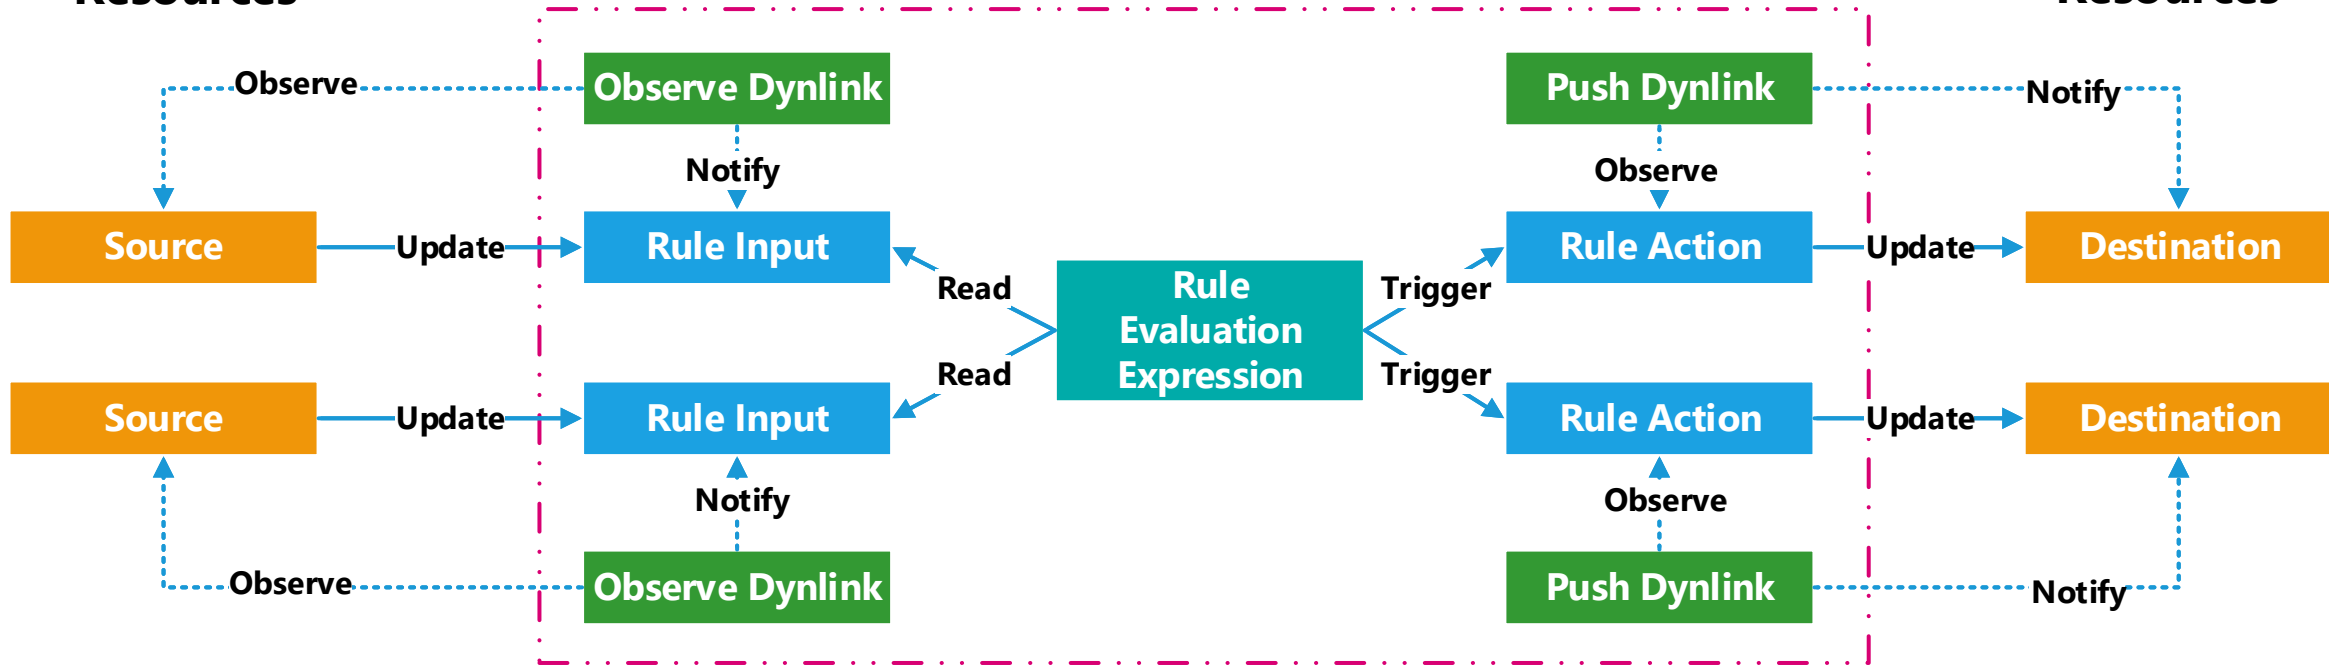 Resources
Resources
Observe
Observe Dynlink
Push Dynlink
Notify
Notify
Observe
Source
Update
Rule Input
Rule Action
Update
Destination
Read
Rule
Evaluation
Expression
Trigger
Read
Trigger
Source
Update
Rule Input
Rule Action
Update
Destination
Notify
Observe
Observe
Observe Dynlink
Push Dynlink
Notify